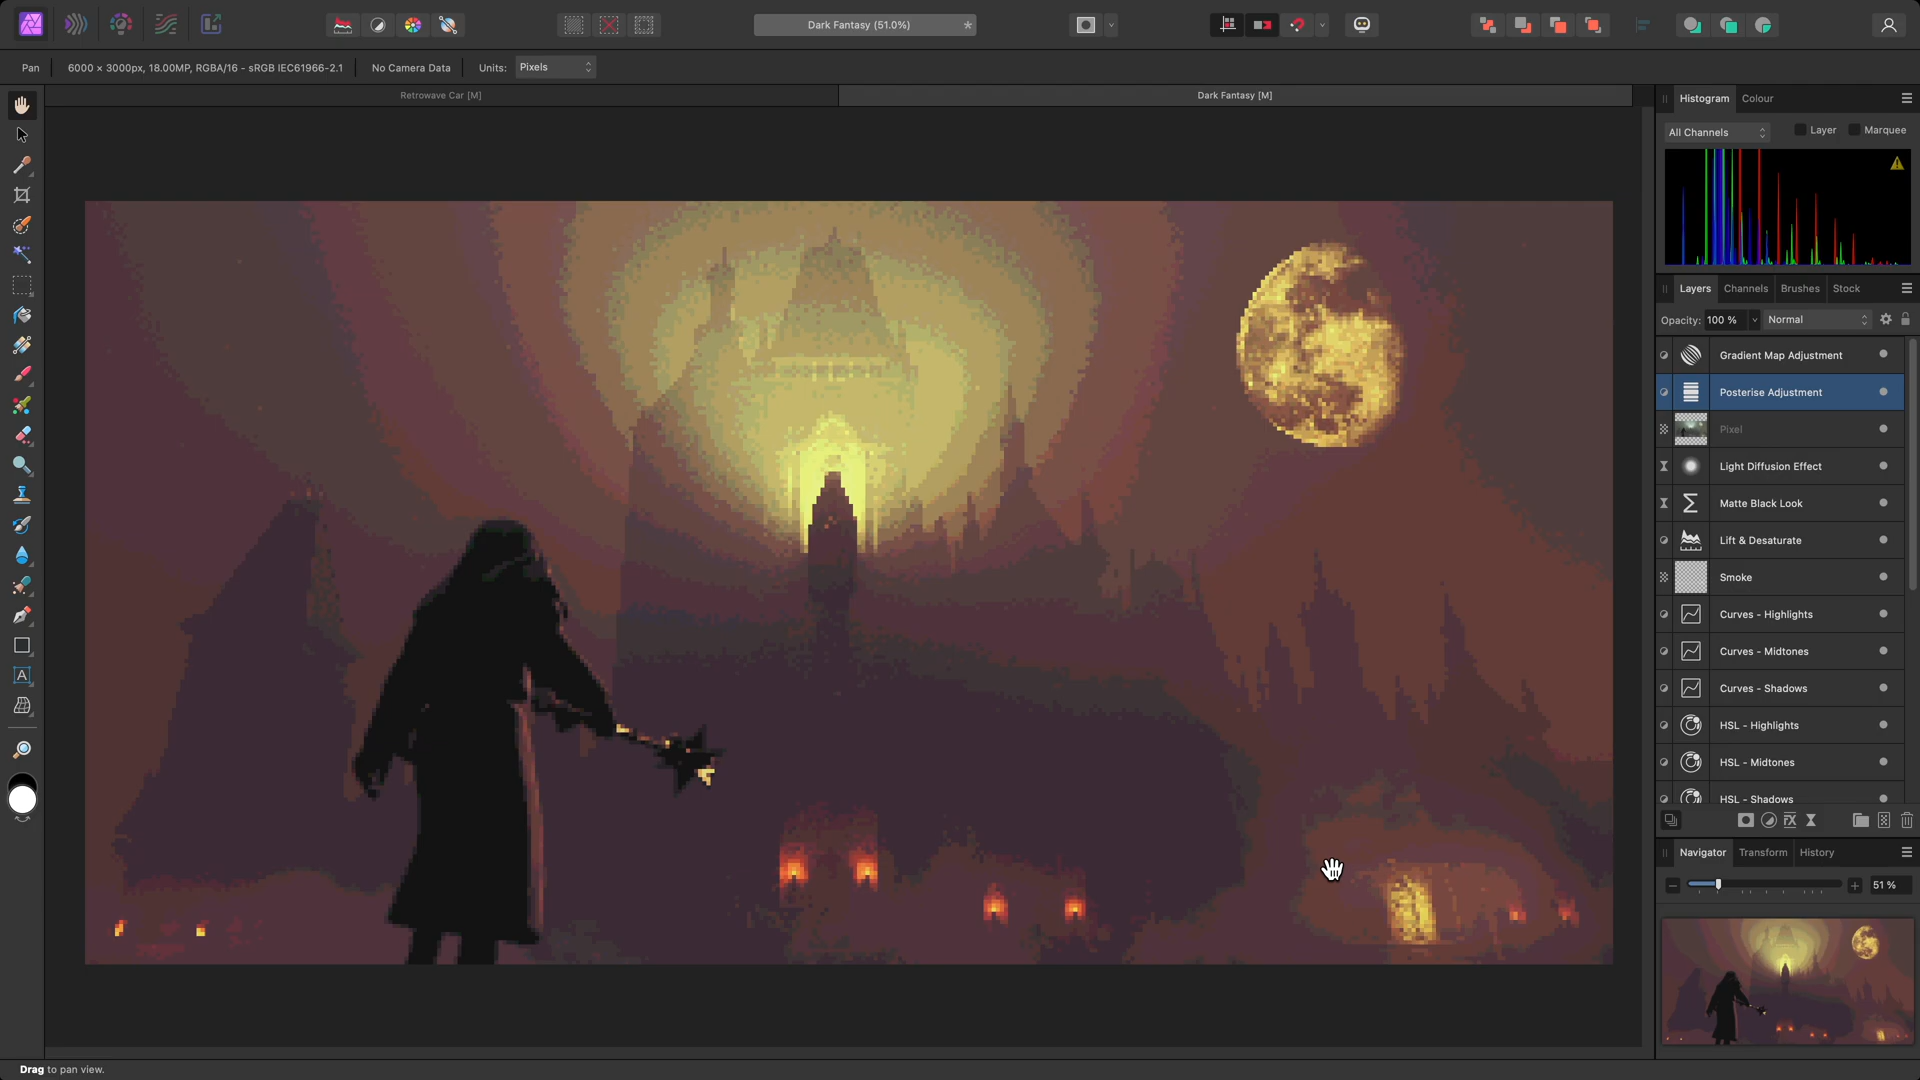 Dark Fantasy (51.0%)
*
Pan
6000 × 3000px, 18.00MP, RGBA/16 - sRGB IEC61966-2.1
No Camera Data
Units:
Pixels
Retrowave Car [M]
Dark Fantasy [M]
Histogram
Colour
All Channels
Layer
Marquee
Layers
Channels
Brushes
Stock
Opacity:
100 %
Normal
Gradient Map Adjustment
Posterise Adjustment
Pixel
Light Diffusion Effect
Matte Black Look
Lift & Desaturate
Smoke
Curves - Highlights
Curves - Midtones
Curves - Shadows
HSL - Highlights
HSL - Midtones
HSL - Shadows
Navigator
Transform
History
51 %
Drag to pan view.